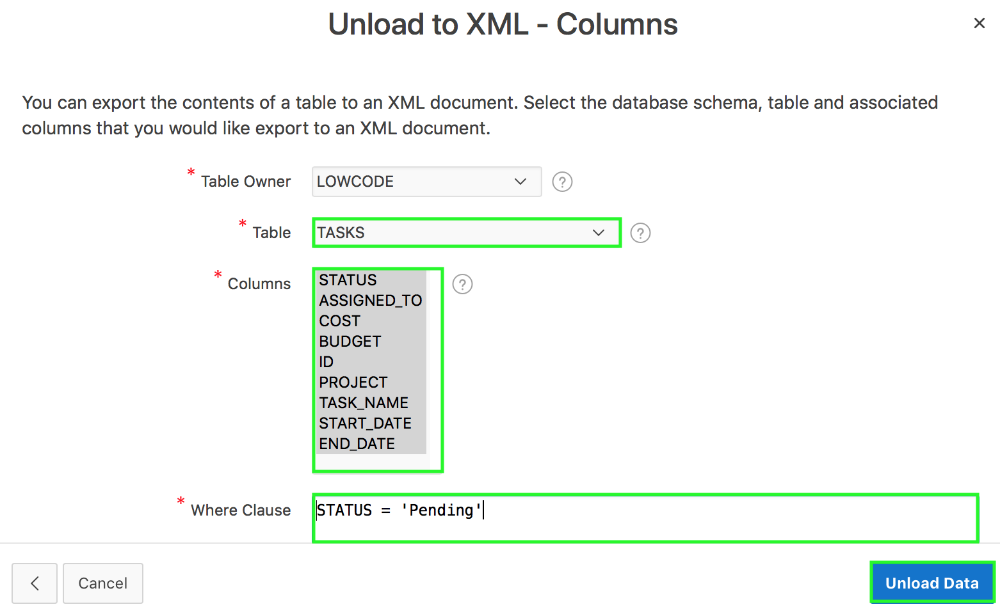 Unload to XML - Columns
You can export the contents of a table to an XML document. Select the database schema, table and associated
columns that you would like export to an XML document.
* Table Owner LOWCODE ?
* Table TASKS ?
* Columns ?
STATUS
ASSIGNED_TO
COST
BUDGET
ID
PROJECT
TASK_NAME
START_DATE
END_DATE
* Where Clause STATUS = 'Pending'
Cancel Unload Data